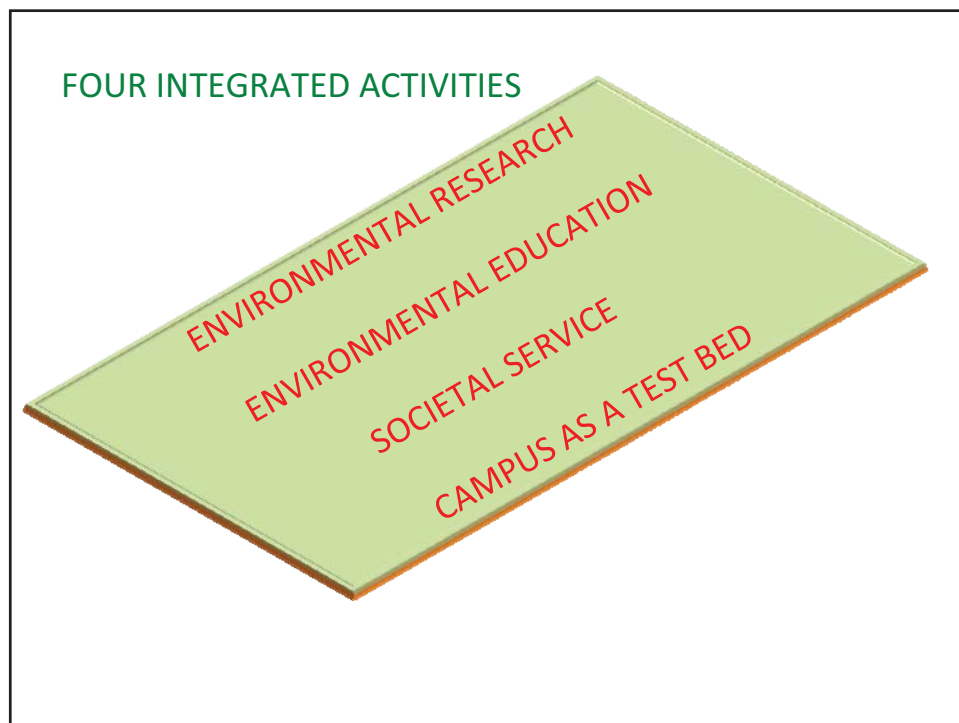 FOUR INTEGRATED ACTIVITIES
ENVIRONMENTAL RESEARCH
ENVIRONMENTAL EDUCATION
SOCIETAL SERVICE
CAMPUS AS A TEST BED